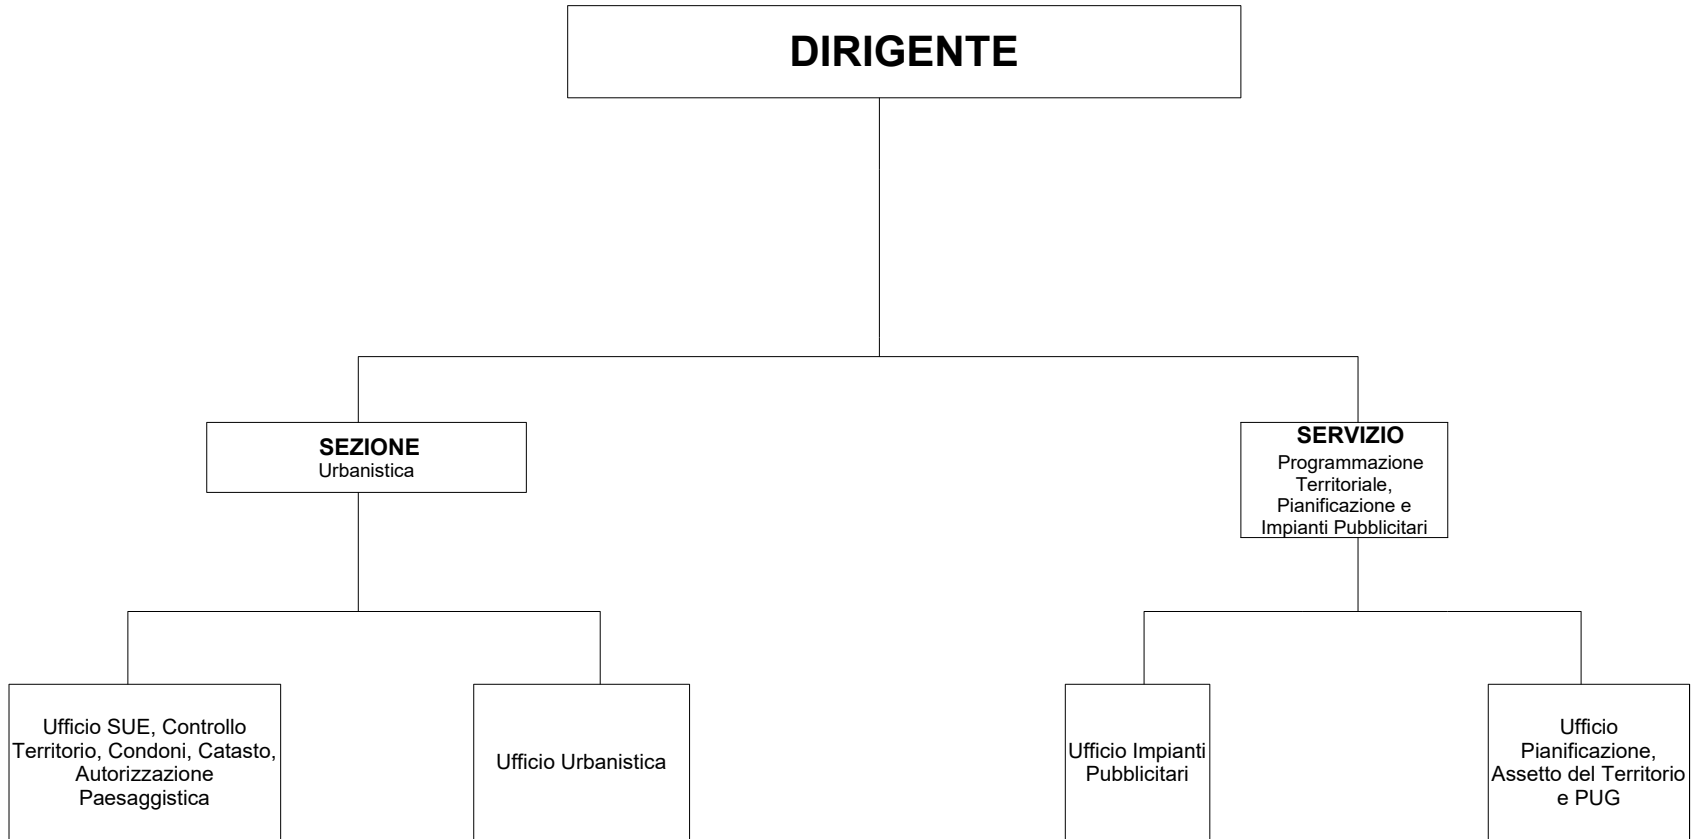 DIRIGENTE
SEZIONE
Urbanistica
SERVIZIO
Programmazione
Territoriale,
Pianificazione e
Impianti Pubblicitari
Ufficio SUE, Controllo
Territorio, Condoni, Catasto,
Autorizzazione
Paesaggistica
Ufficio Urbanistica
Ufficio Impianti
Pubblicitari
Ufficio
Pianificazione,
Assetto del Territorio
e PUG